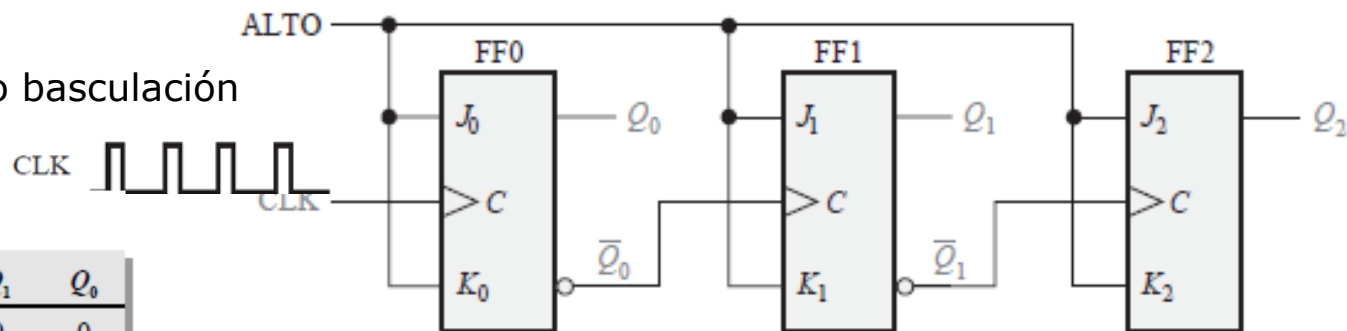 ALTO
FF0 FF1 FF2
basculación
J₀ Q₀ J₁ Q₁ J₂ Q₂
CLK
CLK C C C
K₀ Q̅₀ K₁ Q̅₁ K₂
Q₀